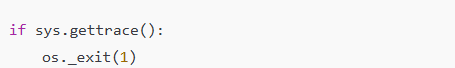 if sys.gettrace():
    os._exit(1)